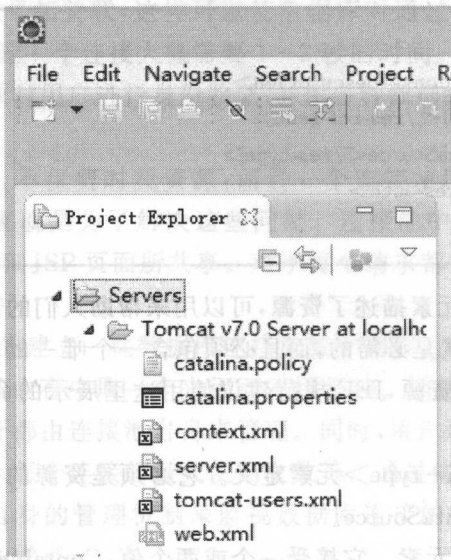 File Edit Navigate Search Project R
Project Explorer
Servers
Tomcat v7.0 Server at localhc
catalina.policy
catalina.properties
context.xml
server.xml
tomcat-users.xml
web.xml